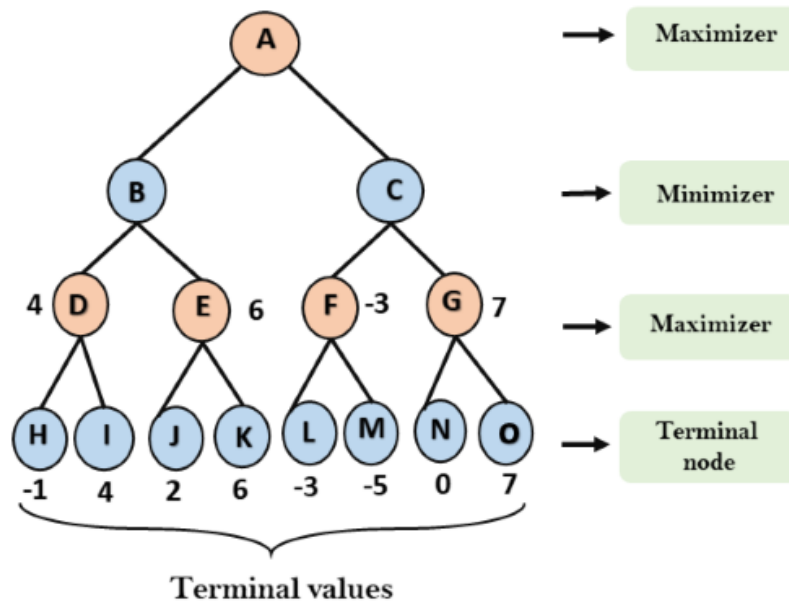 A
Maximizer
B
C
Minimizer
4 D
E 6
F -3
G 7
Maximizer
H I J K L M N O
Terminal
node
-1 4 2 6 -3 -5 0 7
Terminal values